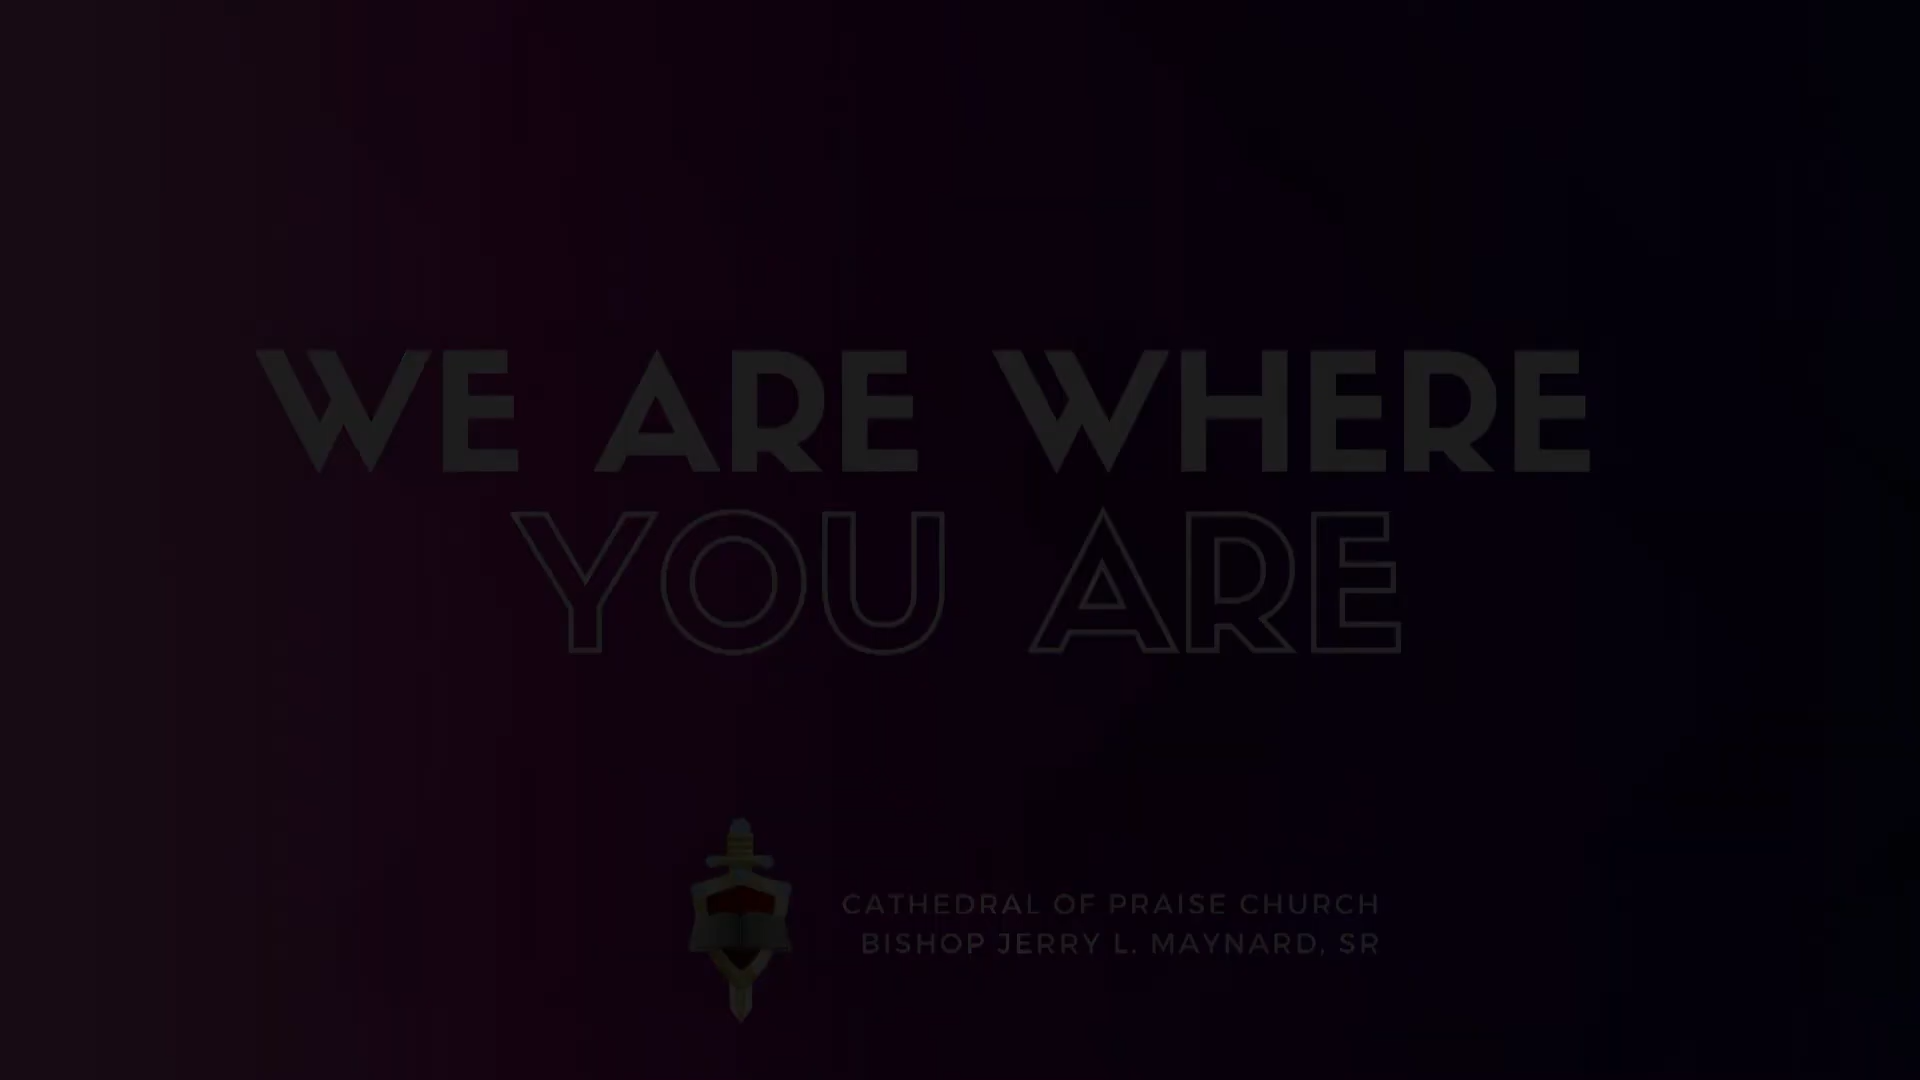 WE ARE WHERE
YOU ARE
CATHEDRAL OF PRAISE CHURCH
BISHOP JERRY L. MAYNARD, SR